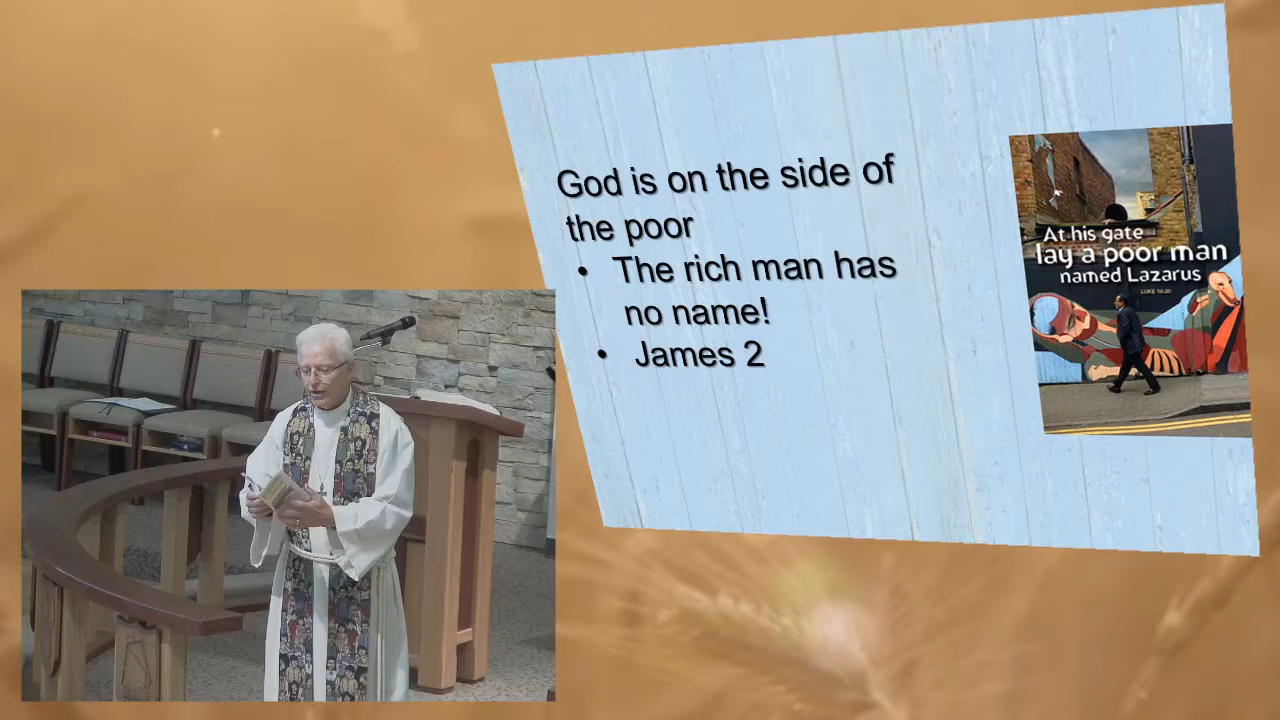 God is on the side of
the poor
• The rich man has
no name!
• James 2
At his gate
lay a poor man
named Lazarus
LUKE 16:20